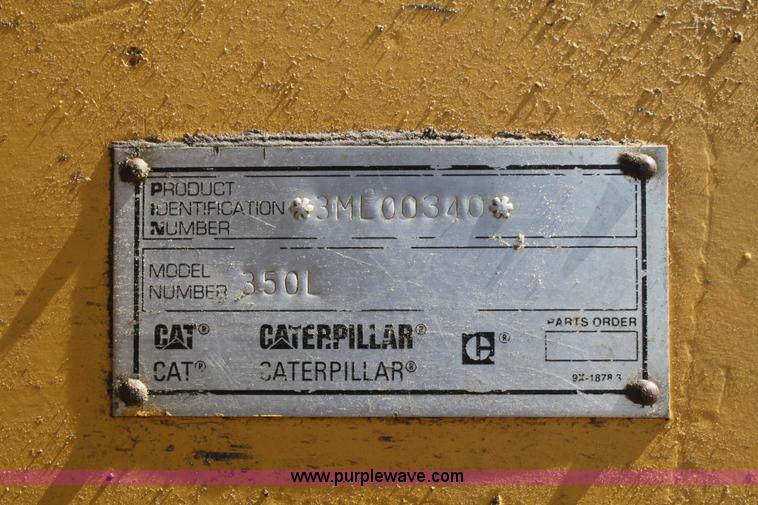 PRODUCT
IDENTIFICATION *3ML00340*
NUMBER
MODEL
NUMBER 350L
CAT® CATERPILLAR® C® PARTS ORDER
CAT® CATERPILLAR®
9X-1878 3
www.purplewave.com